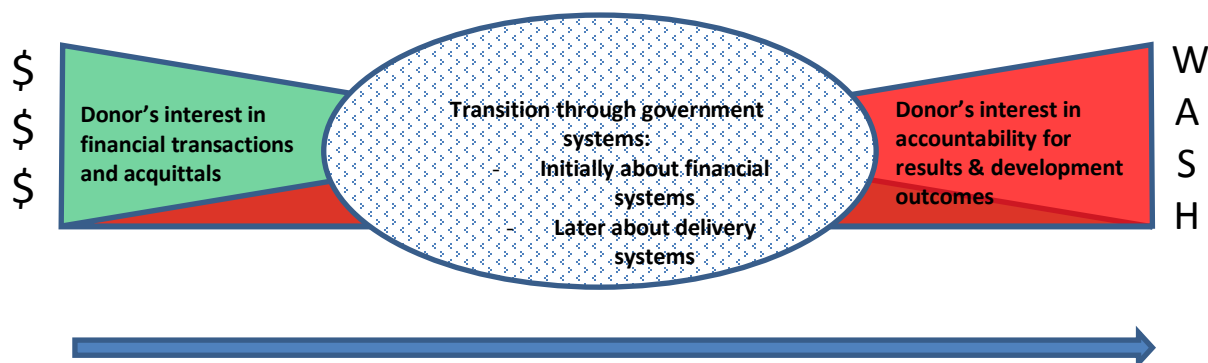 $
$
$
Donor's interest in
financial transactions
and acquittals
Transition through government
systems:
- Initially about financial
systems
- Later about delivery
systems
Donor's interest in
accountability for
results & development
outcomes
W
A
S
H